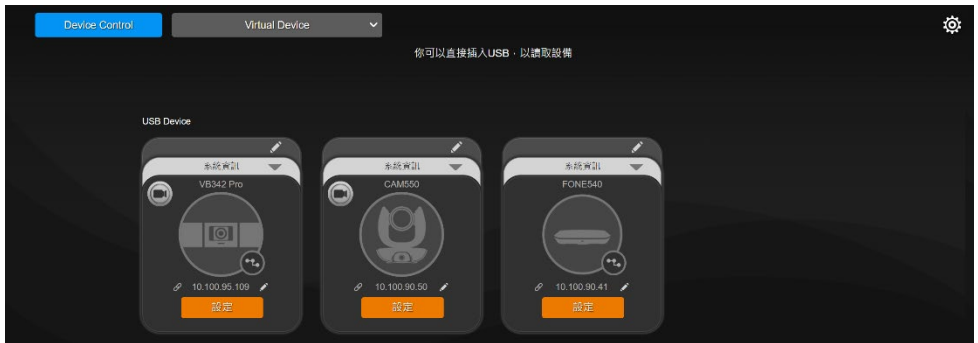 Device Control
Virtual Device
你可以直接插入USB，以讀取設備
USB Device
系統資訊
系統資訊
系統資訊
VB342 Pro
CAM550
FONE540
10.100.95.109
10.100.90.50
10.100.90.41
設定
設定
設定